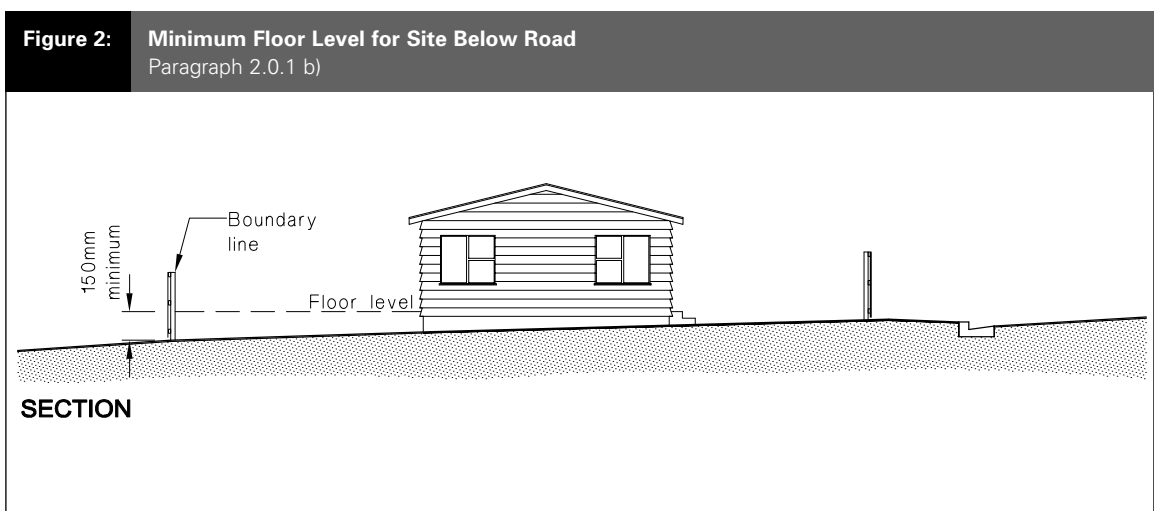 Figure 2:
Minimum Floor Level for Site Below Road
Paragraph 2.0.1 b)
Boundary
line
150mm
minimum
Floor level
SECTION